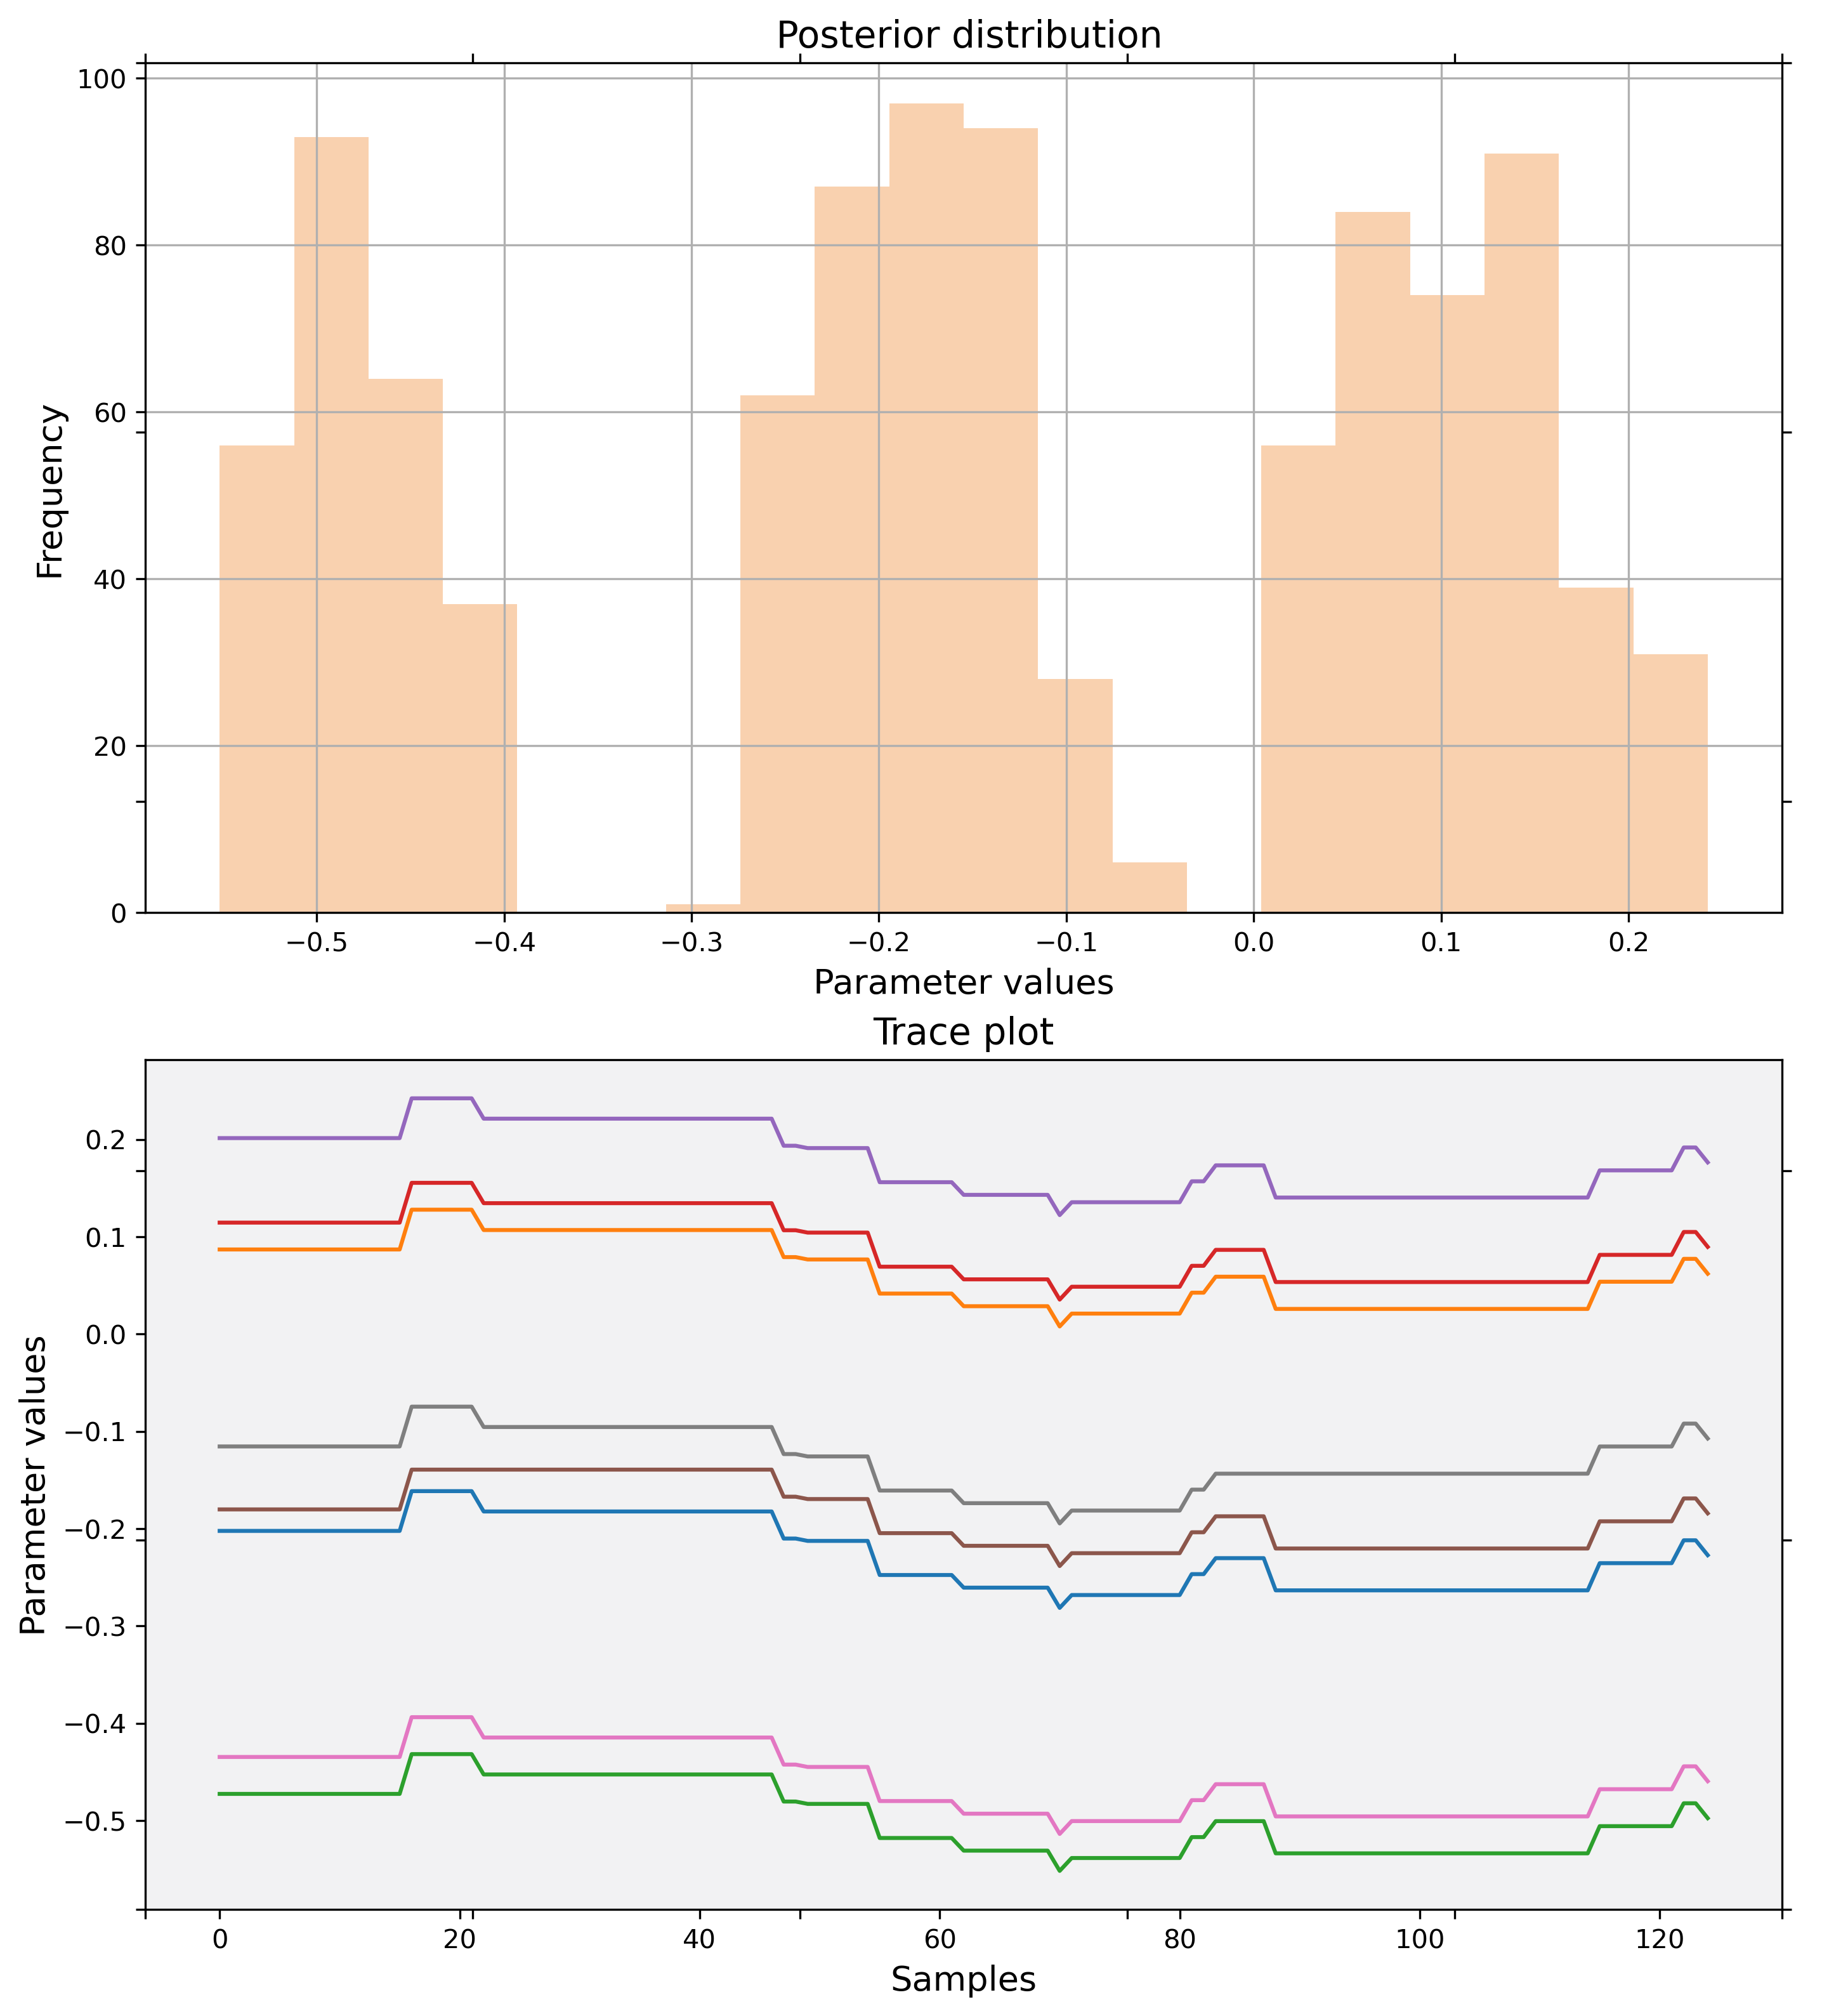 Posterior distribution
100
80
60
40
20
0
Frequency
−0.5 −0.4 −0.3 −0.2 −0.1 0.0 0.1 0.2
Parameter values
Trace plot
0.2
0.1
0.0
−0.1
−0.2
−0.3
−0.4
−0.5
Parameter values
0 20 40 60 80 100 120
Samples